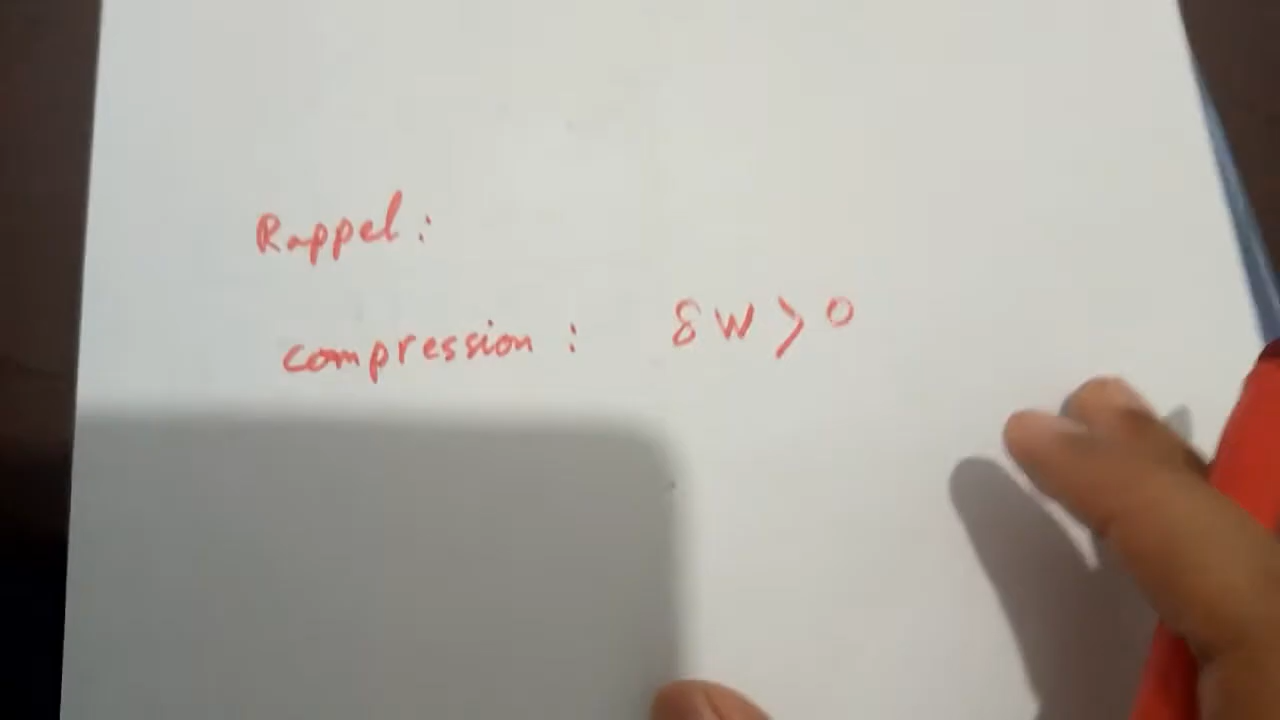 Rappel:
compression : δW > 0